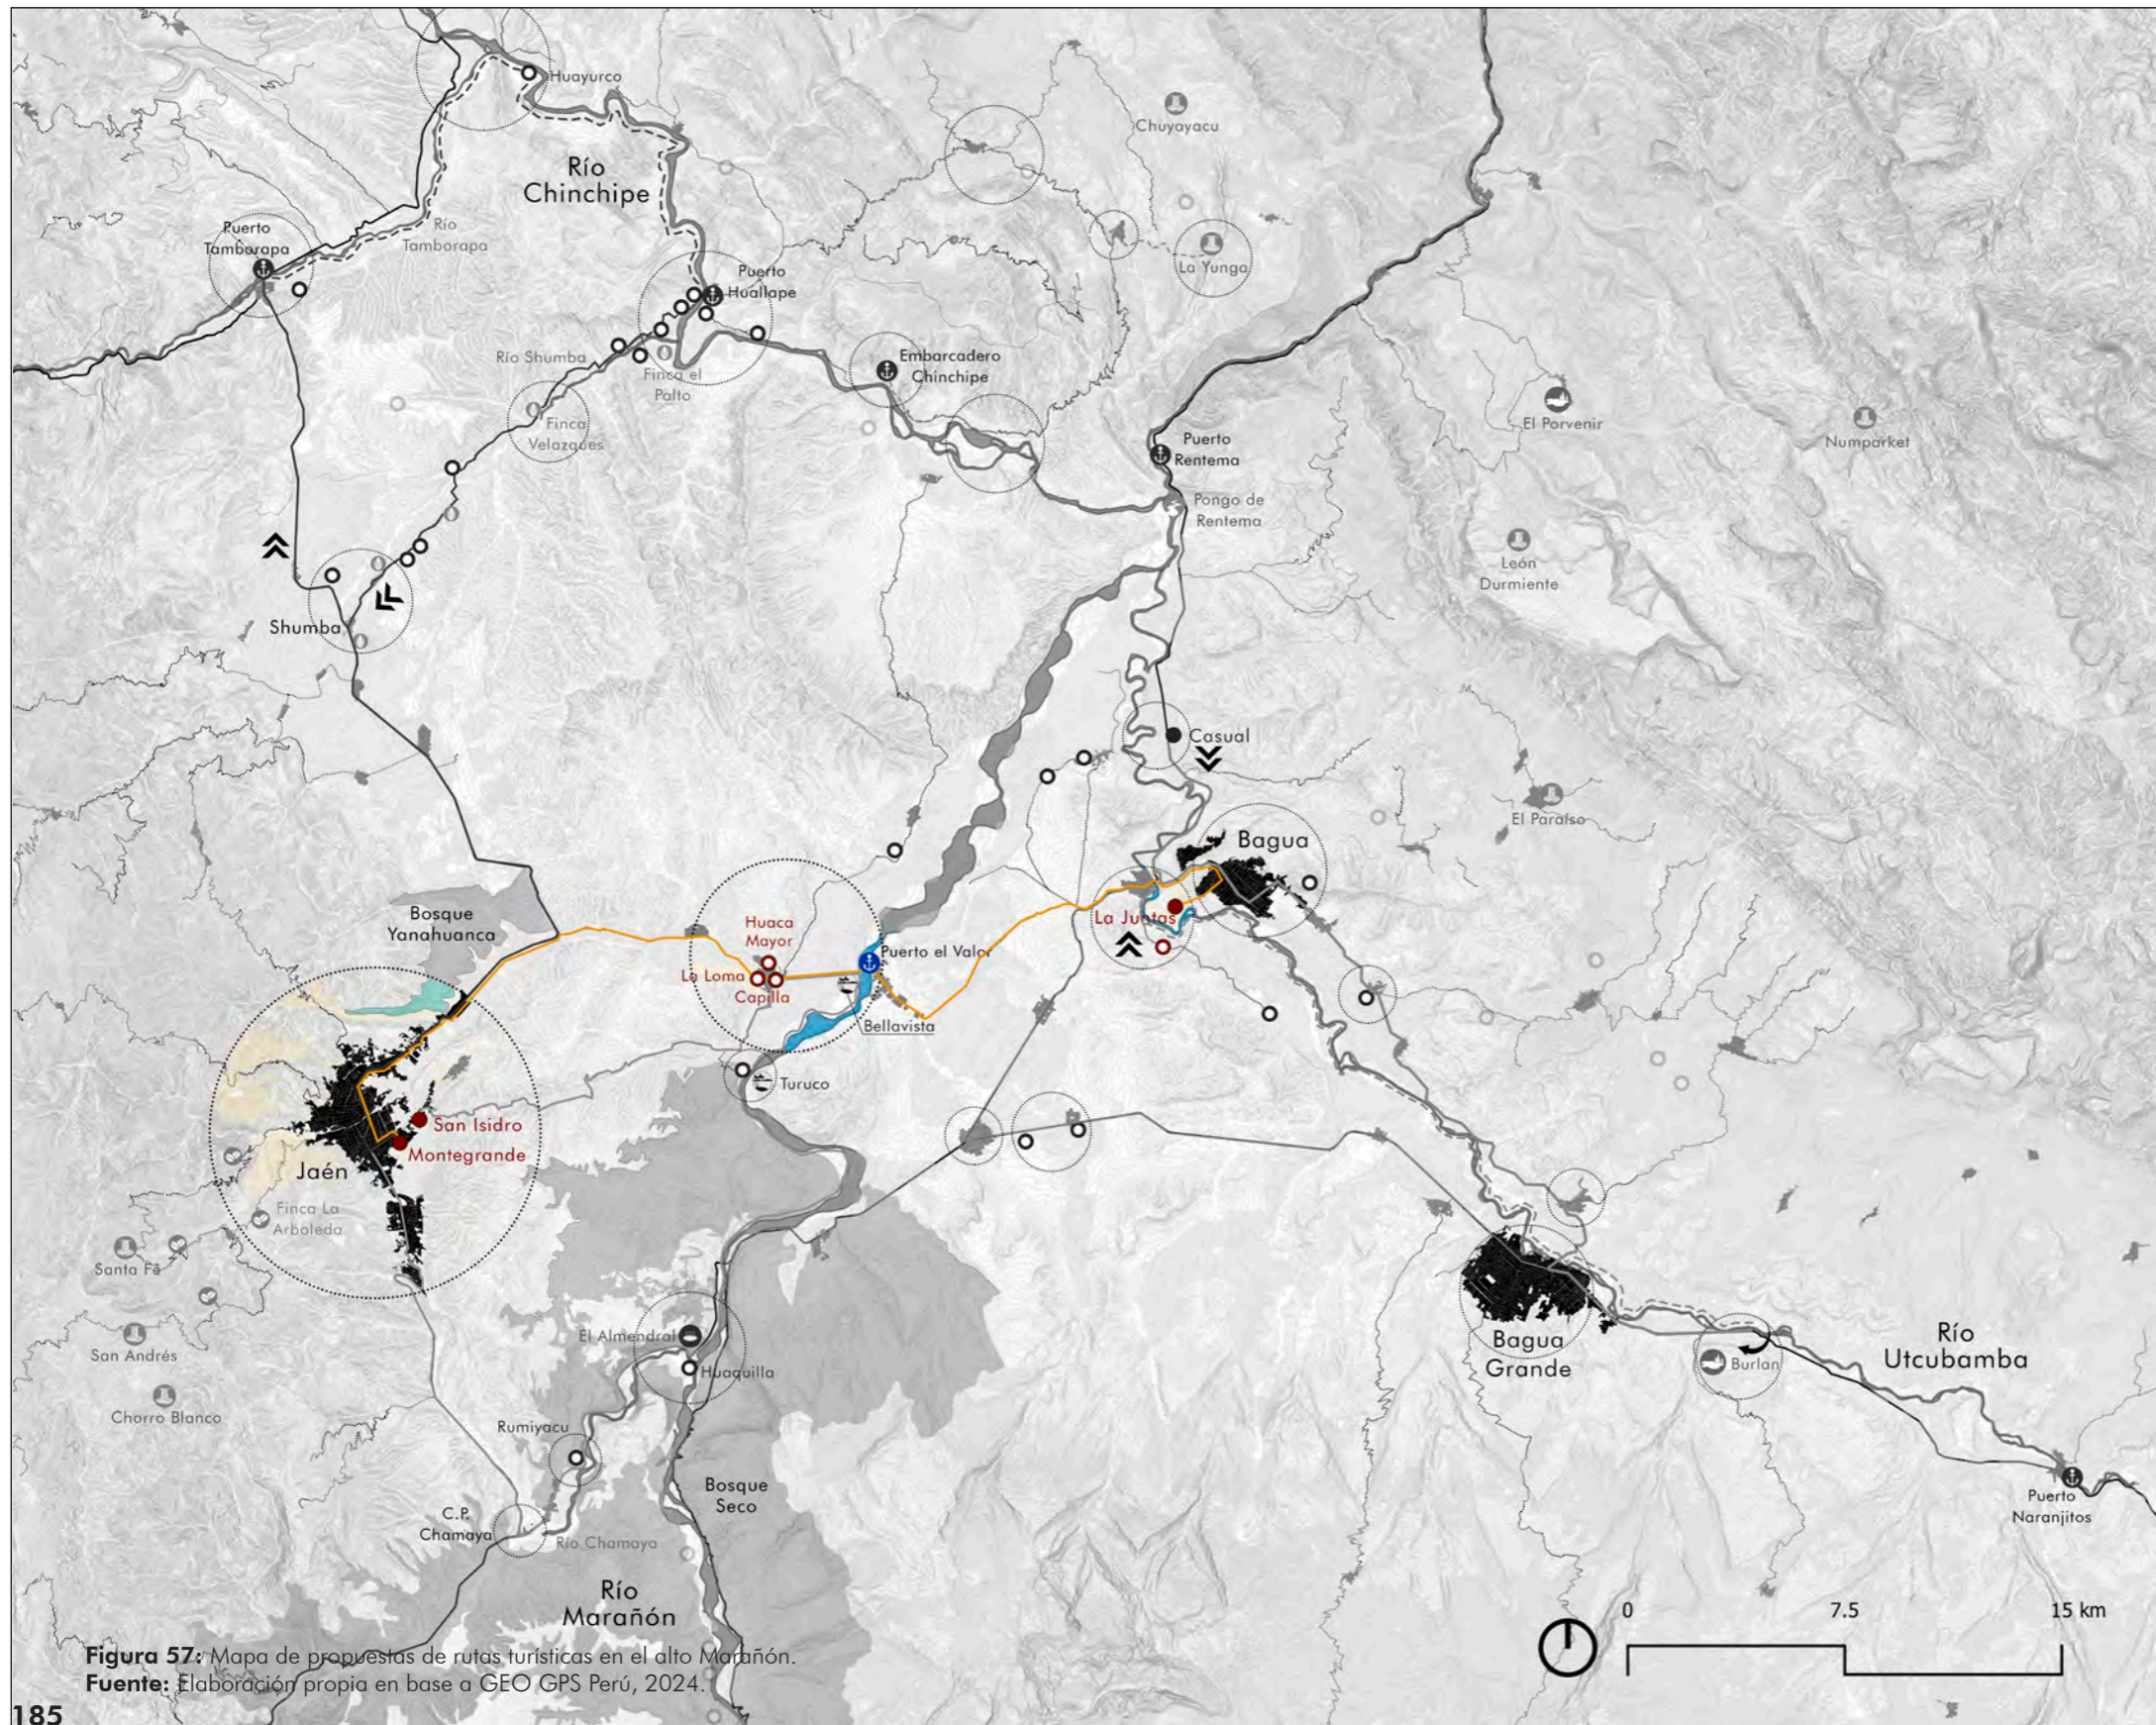 Huayurco
Chuyayacu
Río
Chinchipe
Puerto
Tamborapa
Río
Tamborapa
La Yunga
Puerto
Huallape
Río Shumba
Finca el
Palto
Embarcadero
Chinchipe
Finca
Velazques
El Porvenir
Numparket
Puerto
Rentema
Pongo de
Rentema
León
Durmiente
Shumba
Casual
El Paraíso
Bagua
Bosque
Yanahuanca
Huaca
Mayor
La Loma
Capilla
Puerto el Valor
La Juntas
Bellavista
Turuco
San Isidro
Montegrande
Jaén
Finca La
Arboleda
Santa Fé
San Andrés
Chorro Blanco
El Almendral
Huaquilla
Bagua
Grande
Burlan
Río
Utcubamba
Rumiyacu
Bosque
Seco
C.P.
Chamaya
Río Chamaya
Puerto
Naranjitos
Río
Marañón
0 7.5 15 km
Figura 57: Mapa de propuestas de rutas turísticas en el alto Marañón.
Fuente: Elaboración propia en base a GEO GPS Perú, 2024.
185